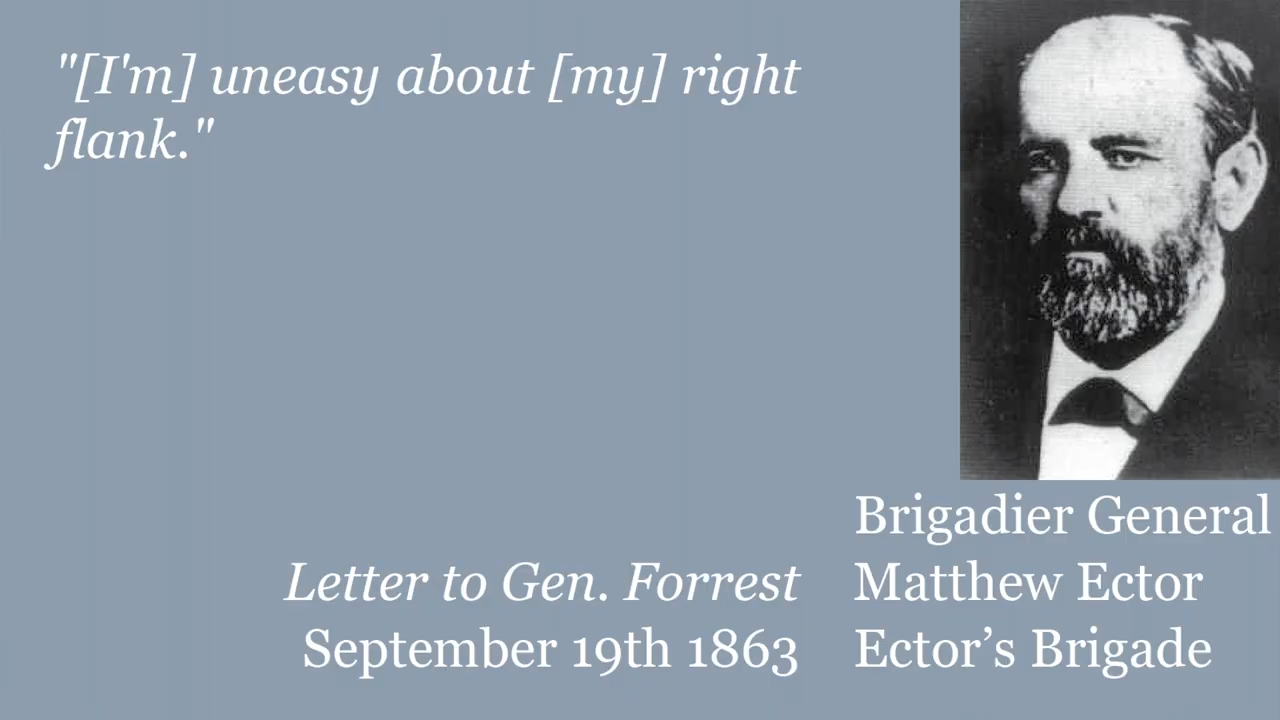 "[I'm] uneasy about [my] right
flank."
Letter to Gen. Forrest
September 19th 1863
Brigadier General
Matthew Ector
Ector’s Brigade